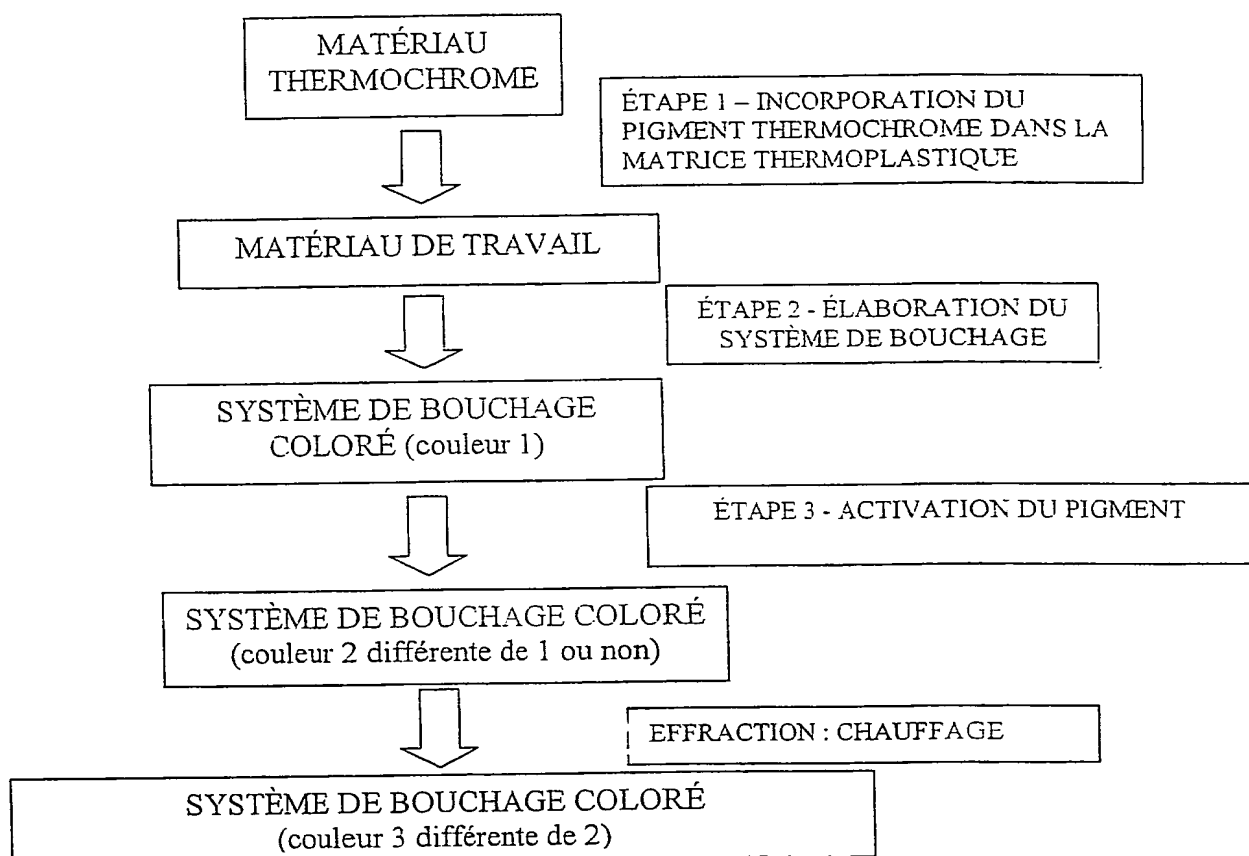 MATÉRIAU
THERMOCHROME
ÉTAPE 1 – INCORPORATION DU
PIGMENT THERMOCHROME DANS LA
MATRICE THERMOPLASTIQUE
MATÉRIAU DE TRAVAIL
ÉTAPE 2 - ÉLABORATION DU
SYSTÈME DE BOUCHAGE
SYSTÈME DE BOUCHAGE
COLORÉ (couleur 1)
ÉTAPE 3 - ACTIVATION DU PIGMENT
SYSTÈME DE BOUCHAGE COLORÉ
(couleur 2 différente de 1 ou non)
EFFRACTION : CHAUFFAGE
SYSTÈME DE BOUCHAGE COLORÉ
(couleur 3 différente de 2)